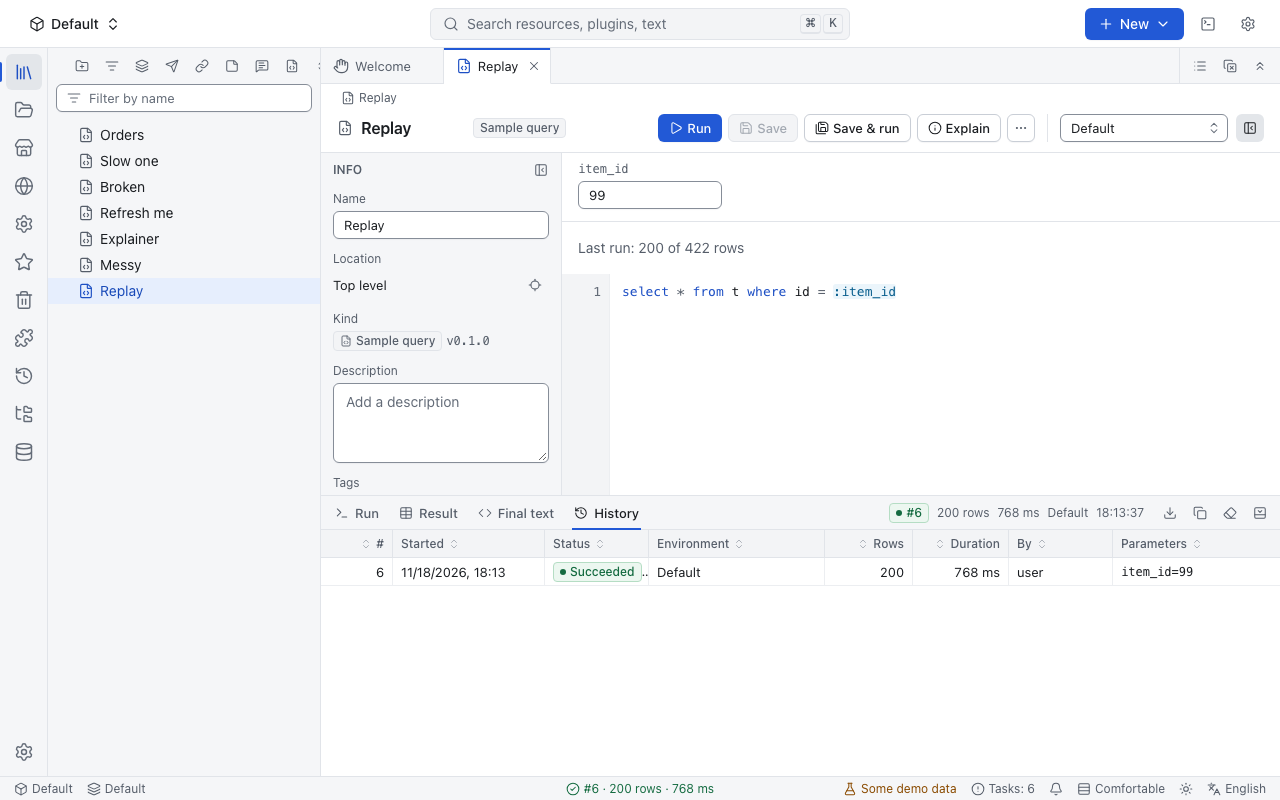 Default
Search resources, plugins, text
⌘ K
New
Welcome
Replay
Filter by name
Orders
Slow one
Broken
Refresh me
Explainer
Messy
Replay
Replay
Replay
Sample query
Run
Save
Save & run
Explain
Default
INFO
Name
Replay
Location
Top level
Kind
Sample query v0.1.0
Description
Add a description
Tags
item_id
99
Last run: 200 of 422 rows
1 select * from t where id = :item_id
Run
Result
Final text
History
#6 200 rows 768 ms Default 18:13:37
# Started Status Environment Rows Duration By Parameters
6 11/18/2026, 18:13 Succeeded... Default 200 768 ms user item_id=99
Default
Default
#6 · 200 rows · 768 ms
Some demo data
Tasks: 6
Comfortable
English